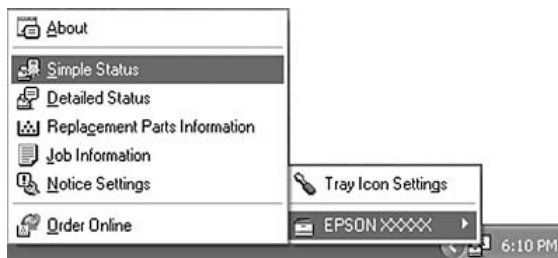 About
Simple Status
Detailed Status
Replacement Parts Information
Job Information
Notice Settings
Order Online
Tray Icon Settings
EPSON XXXXX
6:10 PM